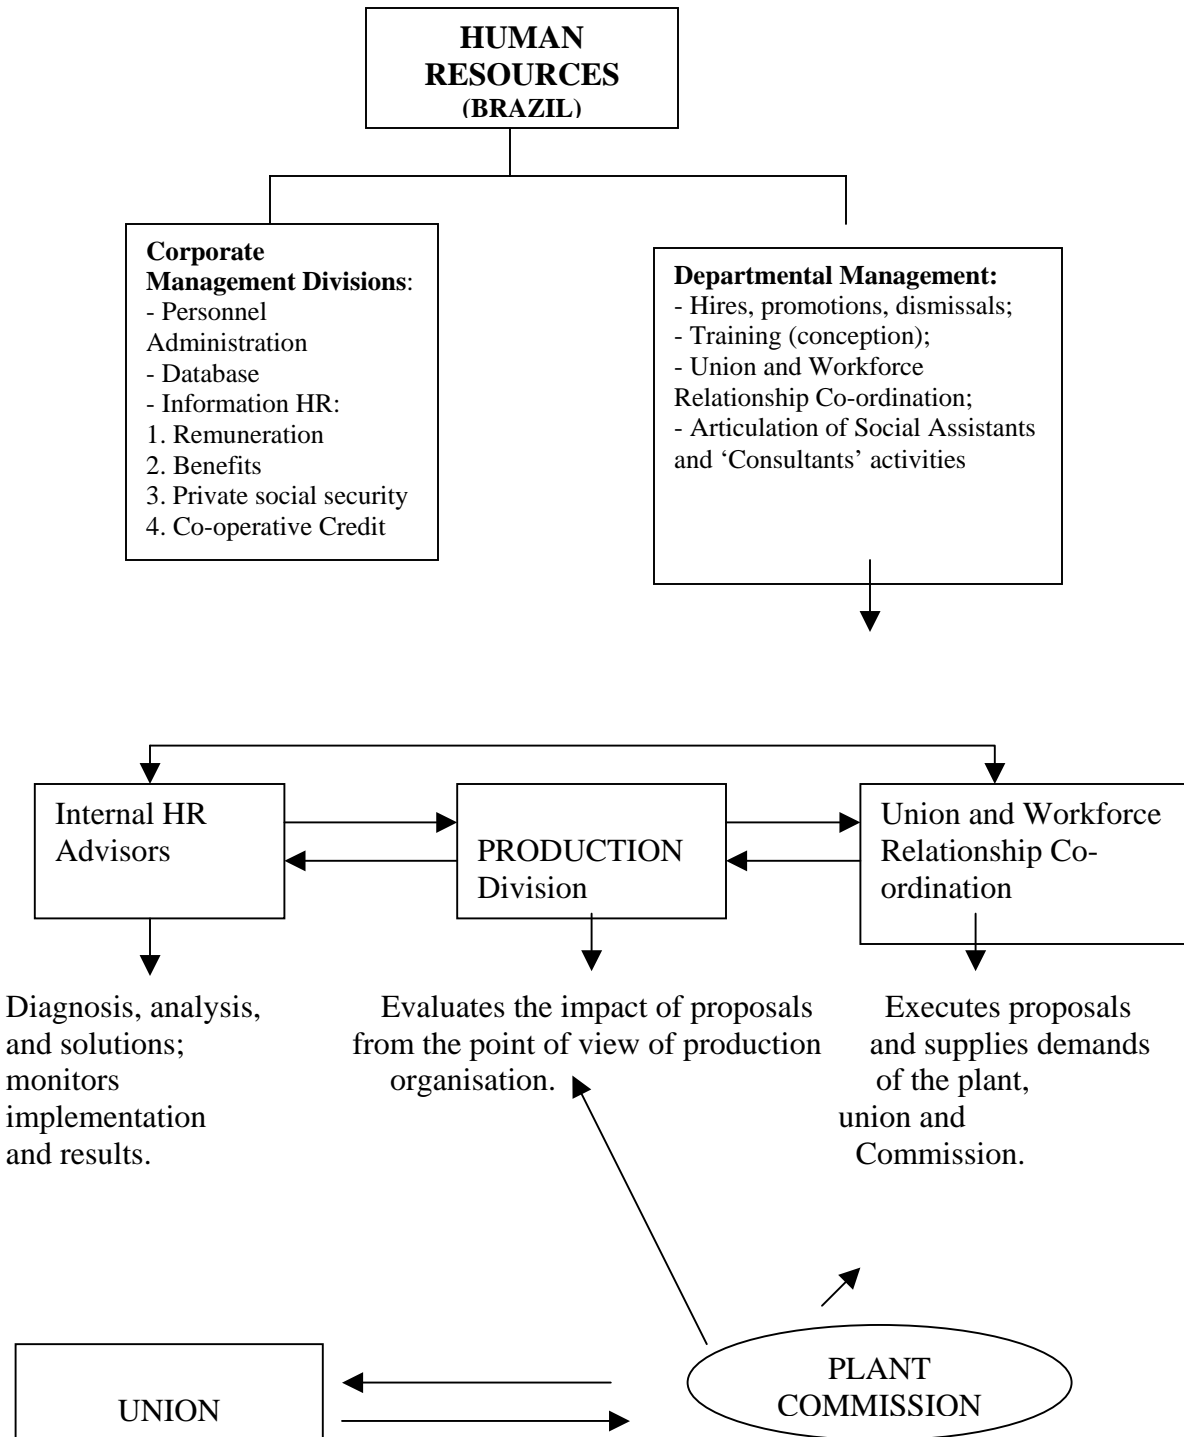 HUMAN
RESOURCES
(BRAZIL)
Corporate
Management Divisions:
- Personnel
Administration
- Database
- Information HR:
1. Remuneration
2. Benefits
3. Private social security
4. Co-operative Credit
Departmental Management:
- Hires, promotions, dismissals;
- Training (conception);
- Union and Workforce
Relationship Co-ordination;
- Articulation of Social Assistants
and ‘Consultants’ activities
Internal HR
Advisors
PRODUCTION
Division
Union and Workforce
Relationship Co-
ordination
Diagnosis, analysis,
and solutions;
monitors
implementation
and results.
Evaluates the impact of proposals
from the point of view of production
organisation.
Executes proposals
and supplies demands
of the plant,
union and
Commission.
UNION
PLANT
COMMISSION